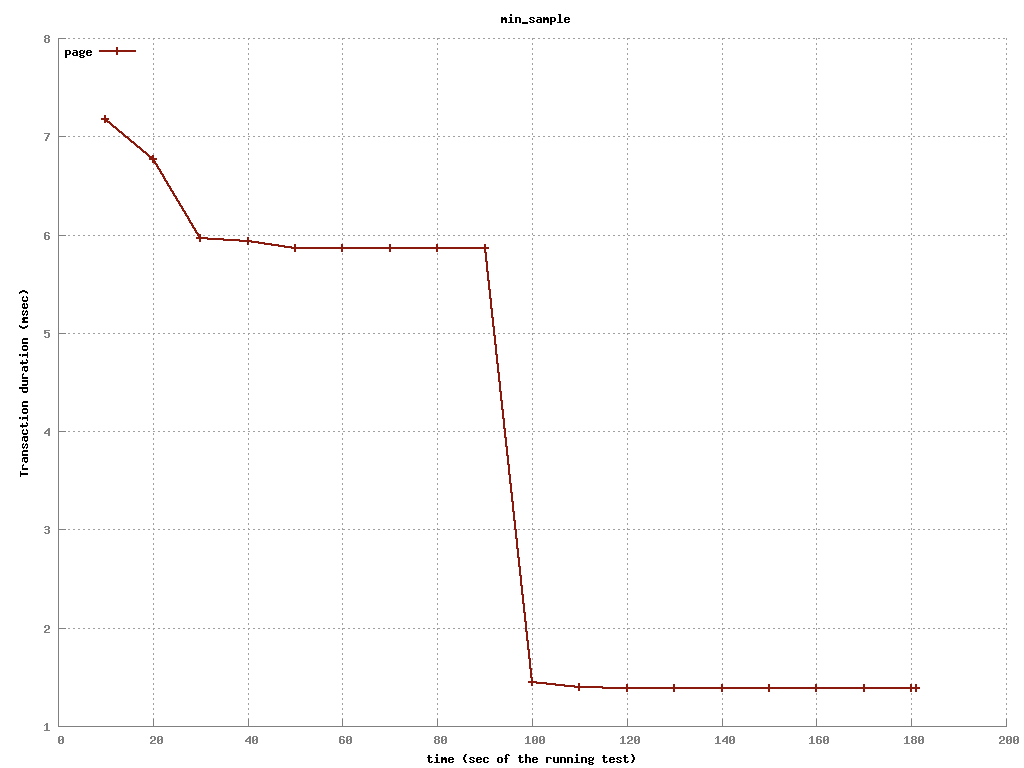 min_sample
page
8
7
6
5
4
3
2
1
Transaction duration (msec)
0 20 40 60 80 100 120 140 160 180 200
time (sec of the running test)